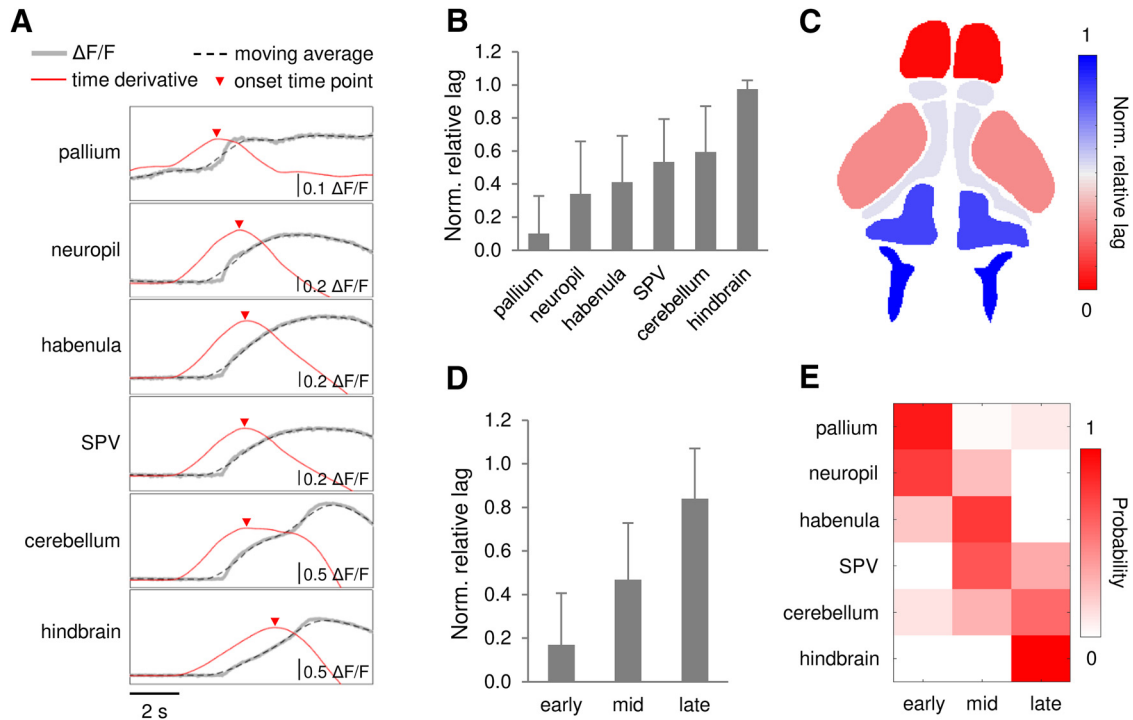 A
ΔF/F
moving average
time derivative
onset time point
pallium
0.1 ΔF/F
neuropil
0.2 ΔF/F
habenula
0.2 ΔF/F
SPV
0.2 ΔF/F
cerebellum
0.5 ΔF/F
hindbrain
0.5 ΔF/F
2 s
B
Norm. relative lag
1.2
1.0
0.8
0.6
0.4
0.2
0.0
pallium
neuropil
habenula
SPV
cerebellum
hindbrain
C
1
Norm. relative lag
0
D
Norm. relative lag
1.2
1.0
0.8
0.6
0.4
0.2
0.0
early mid late
E
pallium
neuropil
habenula
SPV
cerebellum
hindbrain
early mid late
1
Probability
0